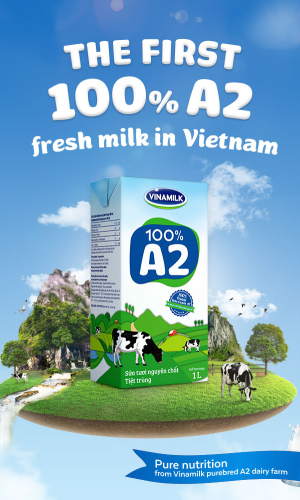 THE FIRST
100% A2
fresh milk in Vietnam
VINAMILK
100%
A2
Sữa tươi nguyên chất
Tiệt trùng
1L
Pure nutrition
from Vinamilk purebred A2 dairy farm